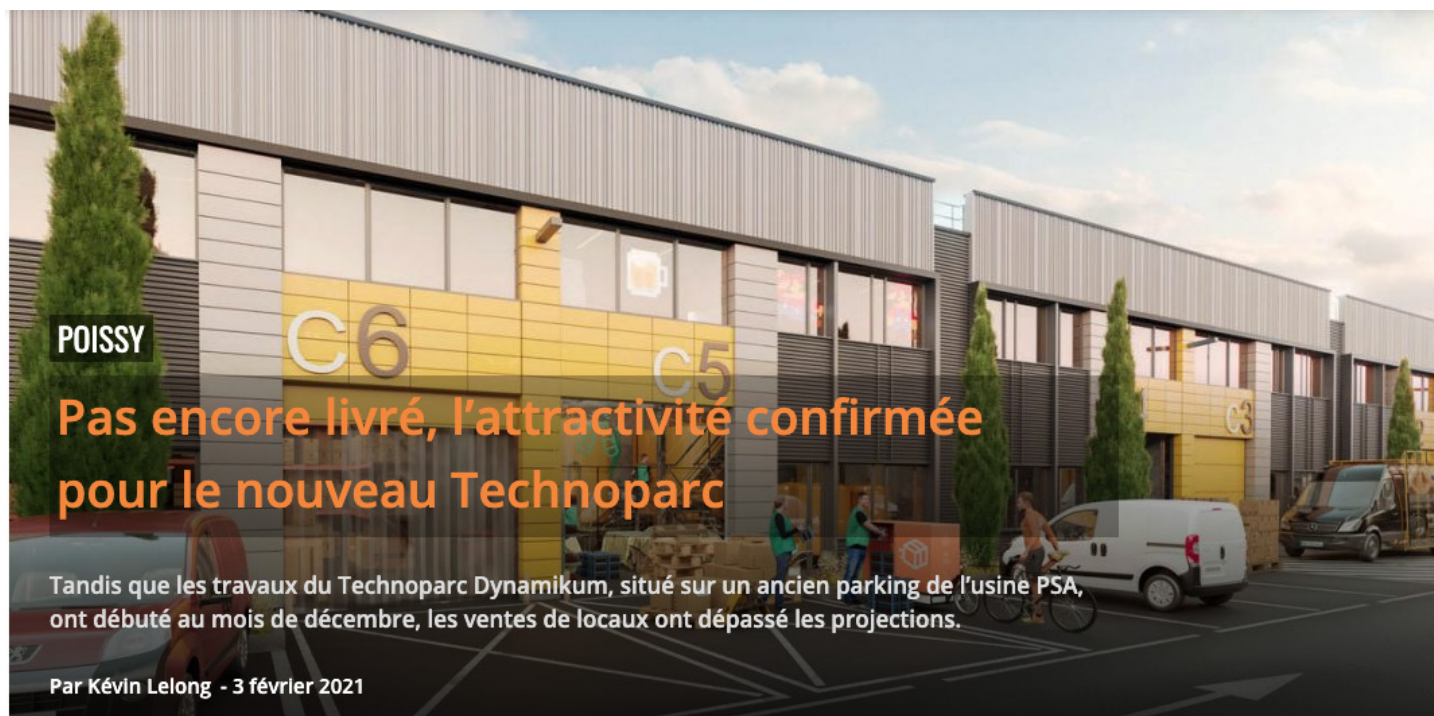 C6
C5
C3
POISSY
Pas encore livré, l'attractivité confirmée
pour le nouveau Technoparc
Tandis que les travaux du Technoparc Dynamikum, situé sur un ancien parking de l'usine PSA,
ont débuté au mois de décembre, les ventes de locaux ont dépassé les projections.
Par Kévin Lelong - 3 février 2021